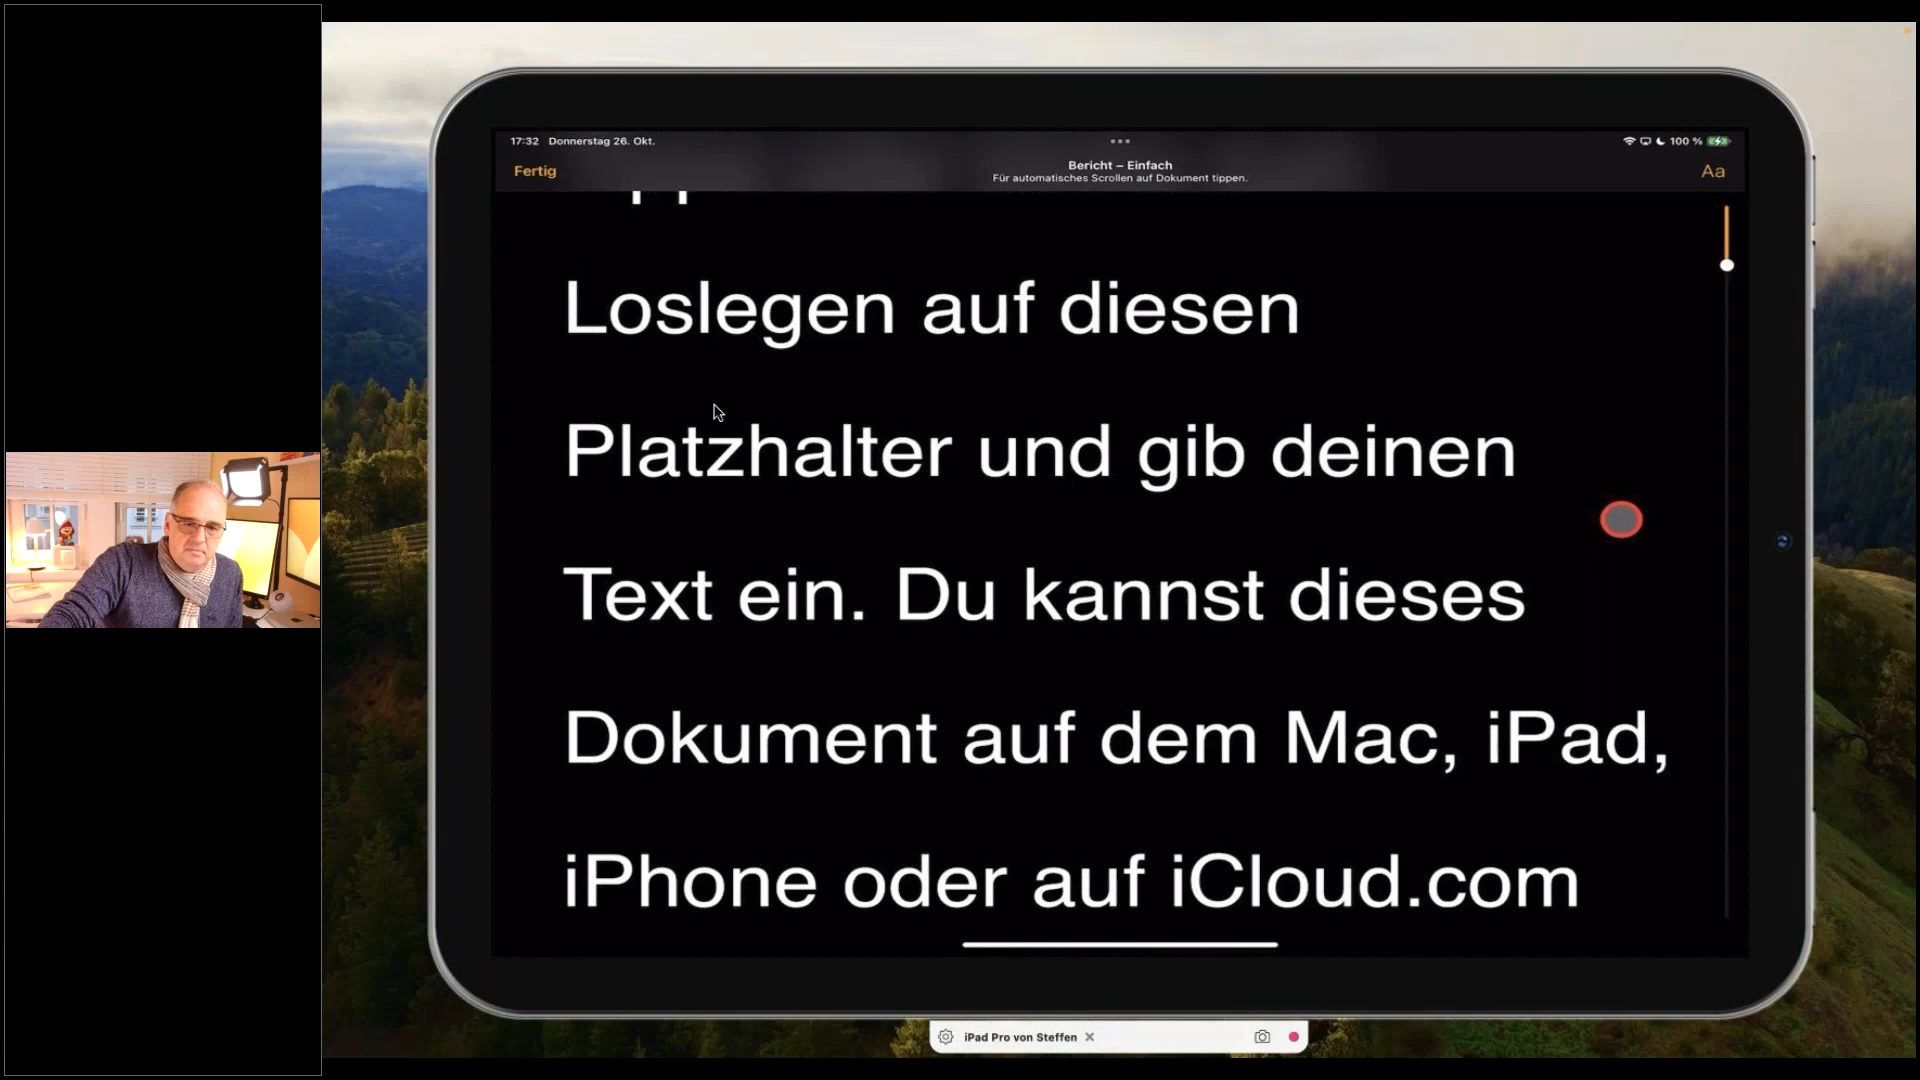 17:32 Donnerstag 26. Okt.
100 %
Fertig
Bericht – Einfach
Für automatisches Scrollen auf Dokument tippen.
Aa
Loslegen auf diesen
Platzhalter und gib deinen
Text ein. Du kannst dieses
Dokument auf dem Mac, iPad,
iPhone oder auf iCloud.com
iPad Pro von Steffen